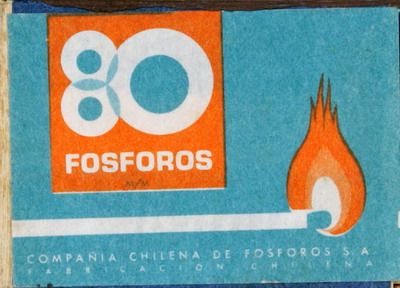 80
FOSFOROS
M/M
COMPAÑIA CHILENA DE FOSFOROS S.A
FABRICACION CHILENA